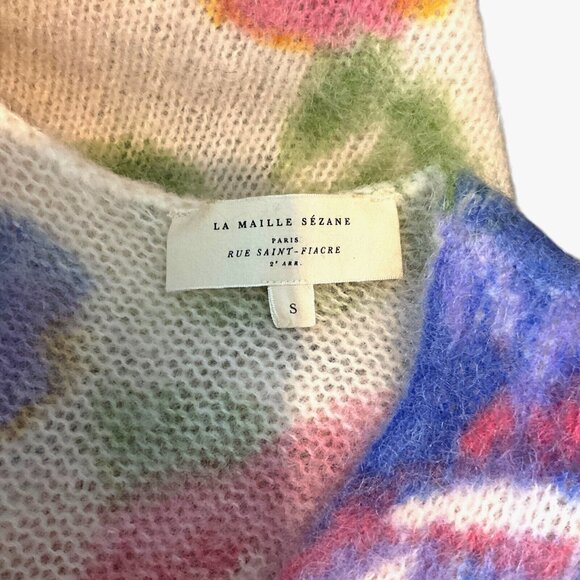 LA MAILLE SÉZANE
PARIS
RUE SAINT-FIACRE
2e ARR.
S